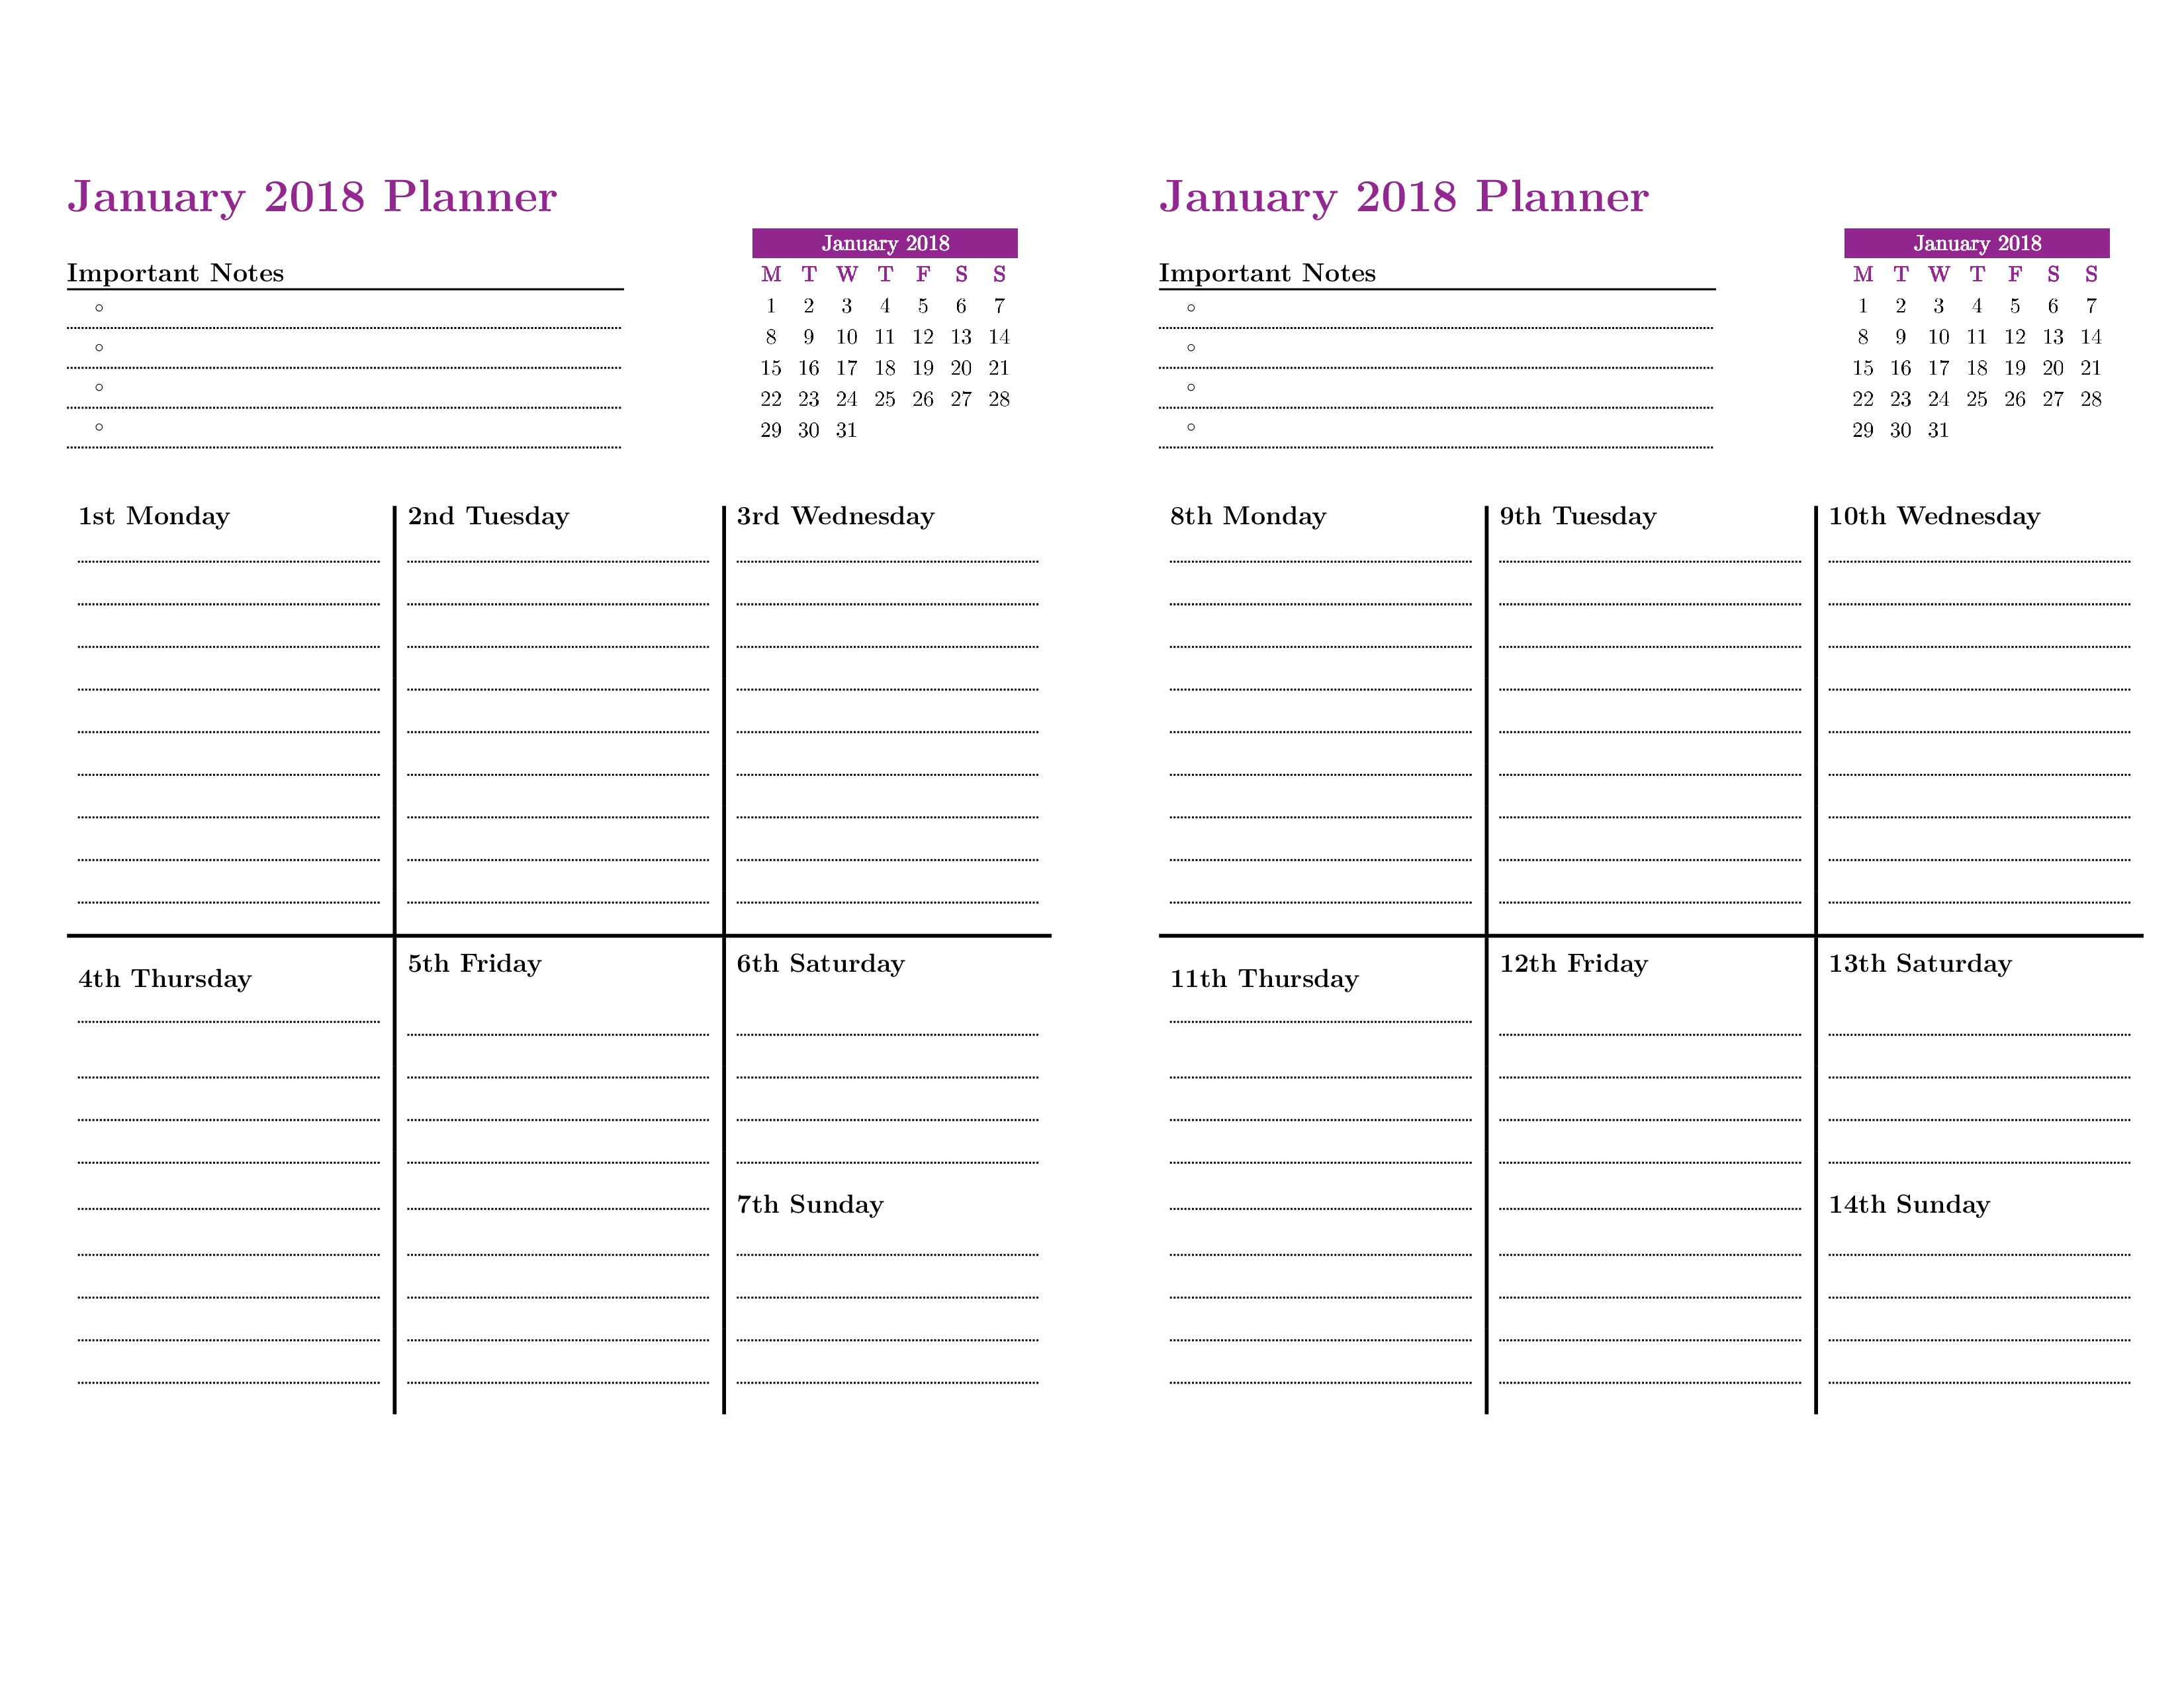 January 2018 Planner
January 2018
Important Notes
M T W T F S S
1 2 3 4 5 6 7
8 9 10 11 12 13 14
15 16 17 18 19 20 21
22 23 24 25 26 27 28
29 30 31
1st Monday
2nd Tuesday
3rd Wednesday
4th Thursday
5th Friday
6th Saturday
7th Sunday
January 2018 Planner
January 2018
Important Notes
M T W T F S S
1 2 3 4 5 6 7
8 9 10 11 12 13 14
15 16 17 18 19 20 21
22 23 24 25 26 27 28
29 30 31
8th Monday
9th Tuesday
10th Wednesday
11th Thursday
12th Friday
13th Saturday
14th Sunday